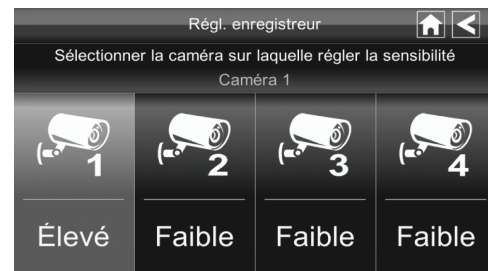 Régl. enregistreur
Sélectionner la caméra sur laquelle régler la sensibilité
Caméra 1
1 2 3 4
Élevé Faible Faible Faible